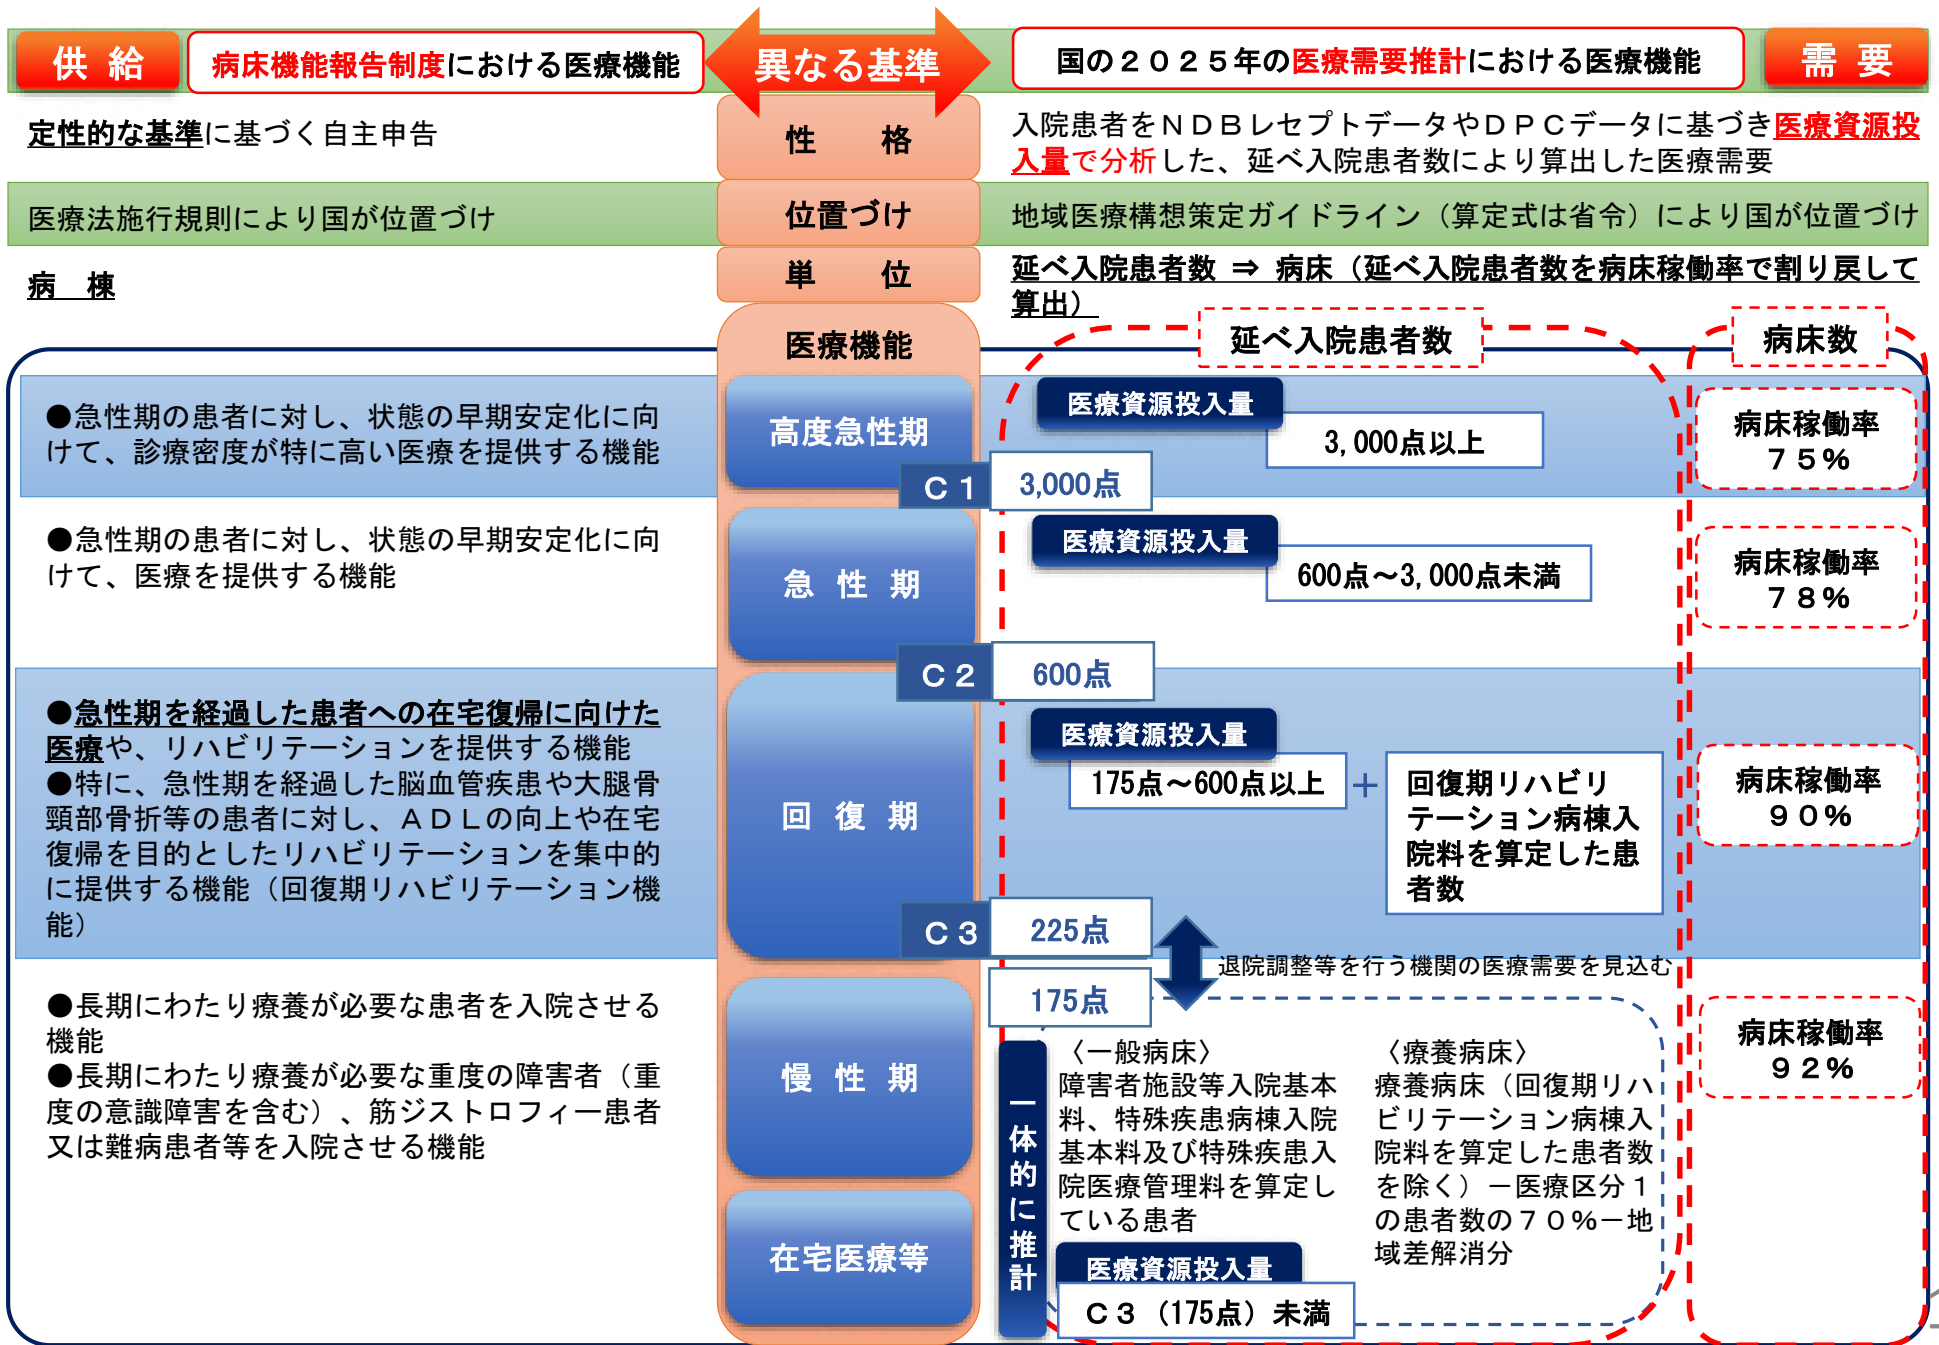 供 給
病床機能報告制度における医療機能
異なる基準
国の２０２５年の医療需要推計における医療機能
需 要
定性的な基準に基づく自主申告
性　格
入院患者をＮＤＢレセプトデータやＤＰＣデータに基づき医療資源投
入量で分析した、延べ入院患者数により算出した医療需要
医療法施行規則により国が位置づけ
位置づけ
地域医療構想策定ガイドライン（算定式は省令）により国が位置づけ
病　棟
単　位
延べ入院患者数 ⇒ 病床（延べ入院患者数を病床稼働率で割り戻して
算出）
医療機能
延べ入院患者数
病床数
●急性期の患者に対し、状態の早期安定化に向
けて、診療密度が特に高い医療を提供する機能
高度急性期
医療資源投入量
3,000点以上
病床稼働率
７５％
Ｃ１
3,000点
●急性期の患者に対し、状態の早期安定化に向
けて、医療を提供する機能
急 性 期
医療資源投入量
600点～3,000点未満
病床稼働率
７８％
Ｃ２
600点
●急性期を経過した患者への在宅復帰に向けた
医療や、リハビリテーションを提供する機能
●特に、急性期を経過した脳血管疾患や大腿骨
頸部骨折等の患者に対し、ＡＤＬの向上や在宅
復帰を目的としたリハビリテーションを集中的
に提供する機能（回復期リハビリテーション機
能）
回 復 期
医療資源投入量
175点～600点以上
＋
回復期リハビリ
テーション病棟入
院料を算定した患
者数
病床稼働率
９０％
Ｃ３
225点
退院調整等を行う機関の医療需要を見込む
175点
●長期にわたり療養が必要な患者を入院させる
機能
●長期にわたり療養が必要な重度の障害者（重
度の意識障害を含む）、筋ジストロフィー患者
又は難病患者等を入院させる機能
慢 性 期
在宅医療等
一体的に推計
〈一般病床〉
障害者施設等入院基本
料、特殊疾患病棟入院
基本料及び特殊疾患入
院医療管理料を算定し
ている患者
医療資源投入量
Ｃ３（175点）未満
〈療養病床〉
療養病床（回復期リハ
ビリテーション病棟入
院料を算定した患者数
を除く）－医療区分１
の患者数の７０％－地
域差解消分
病床稼働率
９２％